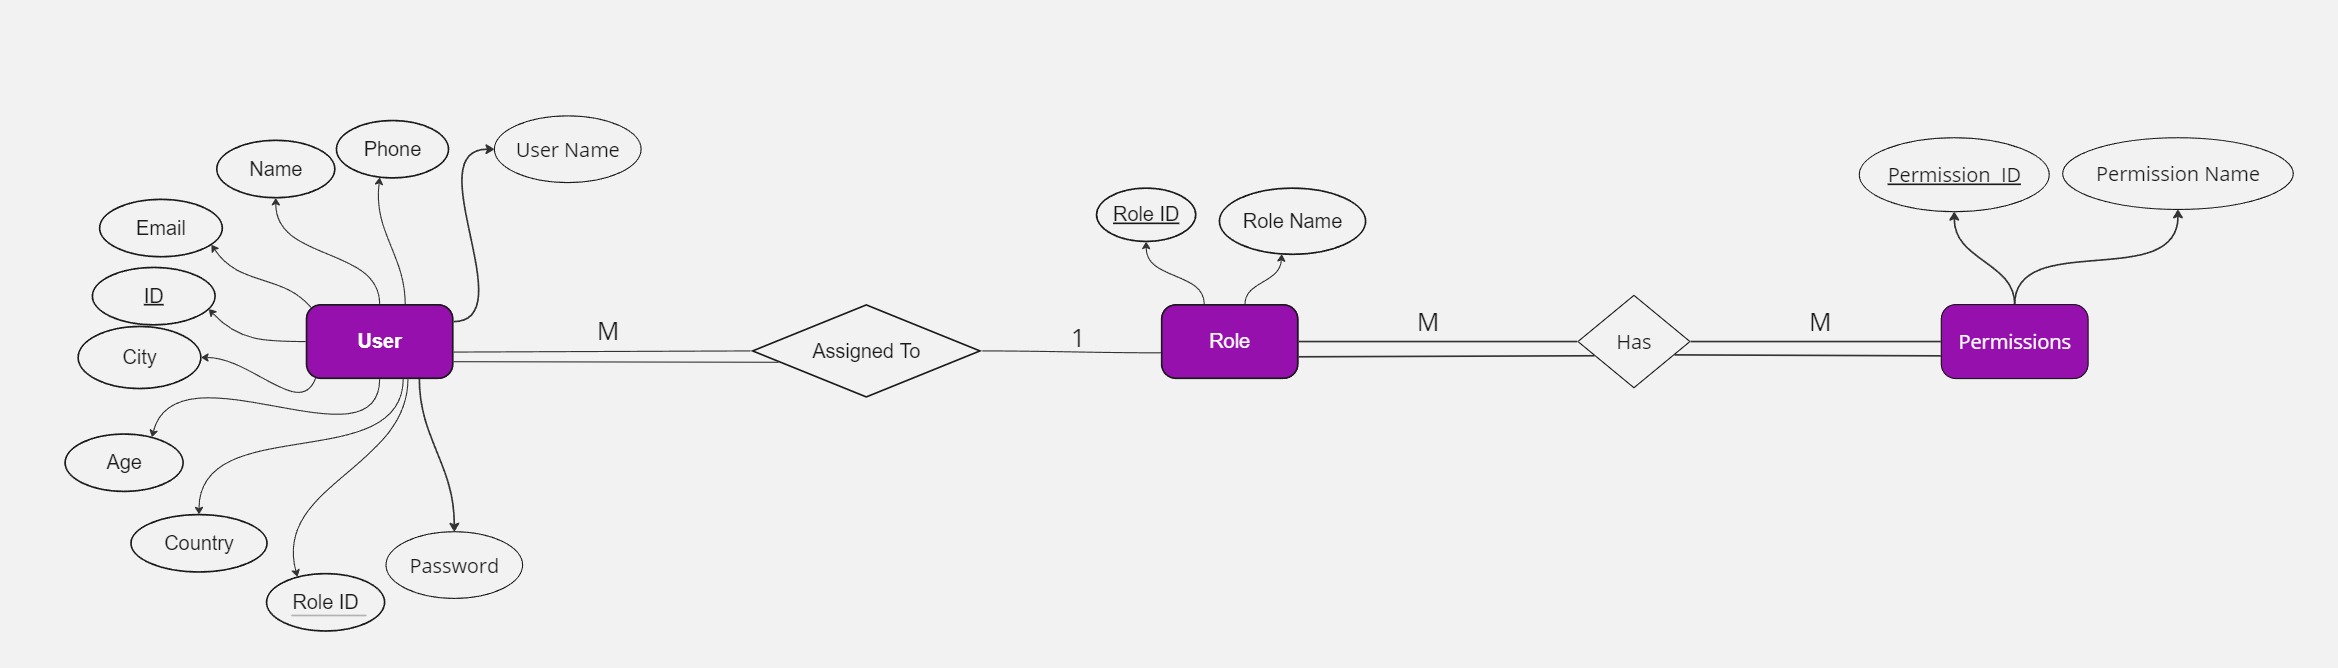 Phone
User Name
Name
Email
ID
City
User
Age
Country
Role ID
Password
M
Assigned To
1
Role ID
Role Name
Role
M
Has
M
Permission_ID
Permission Name
Permissions